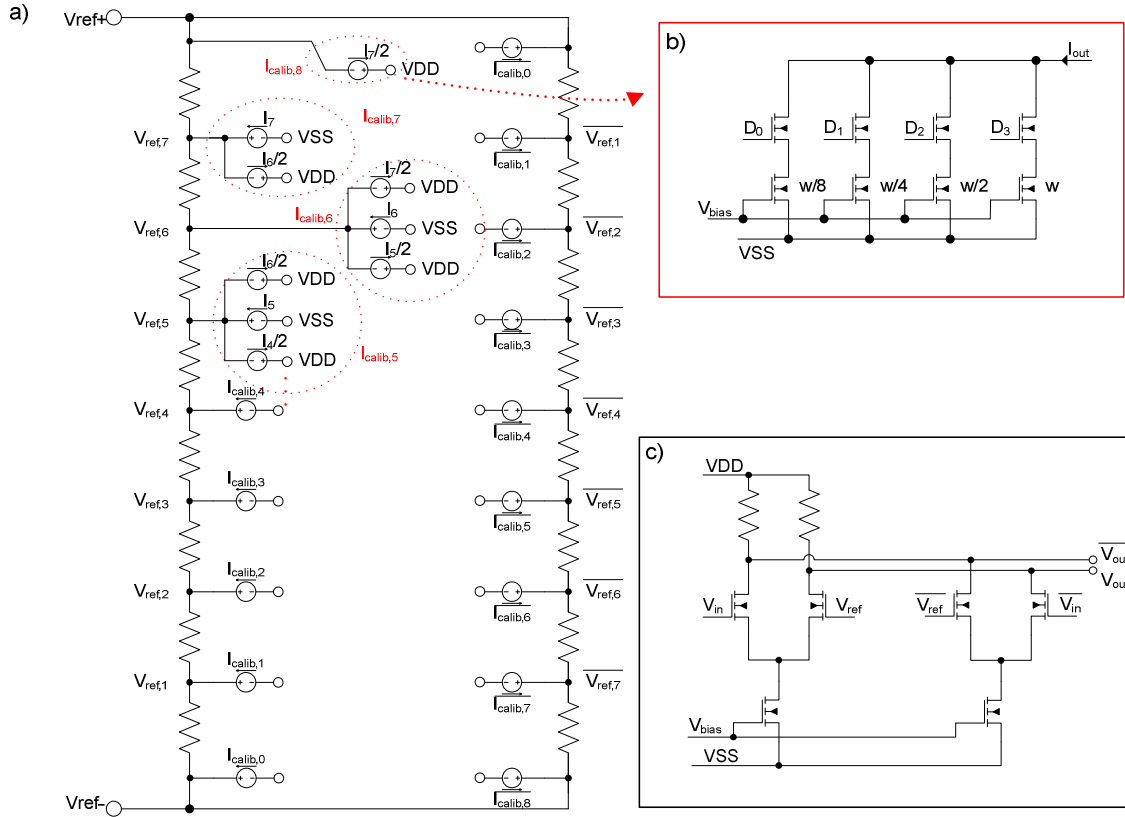 a)
Vref+
I7/2
VDD
Icalib,8
Icalib,7
I7
VSS
Vref,7
I6/2
VDD
I7/2
VDD
Icalib,6
I6
VSS
Vref,6
I5/2
VDD
I6/2
VDD
I5
VSS
Vref,5
I4/2
VDD
Icalib,5
Icalib,4
Vref,4
Icalib,3
Vref,3
Icalib,2
Vref,2
Icalib,1
Vref,1
Icalib,0
Vref-
Icalib,0
Icalib,1
Vref,1
Icalib,2
Vref,2
Icalib,3
Vref,3
Icalib,4
Vref,4
Icalib,5
Vref,5
Icalib,6
Vref,6
Icalib,7
Vref,7
Icalib,8
b)
Iout
D0 D1 D2 D3
w/8 w/4 w/2 w
Vbias
VSS
c)
VDD
Vou
Vou
Vin Vref Vref Vin
Vbias
VSS